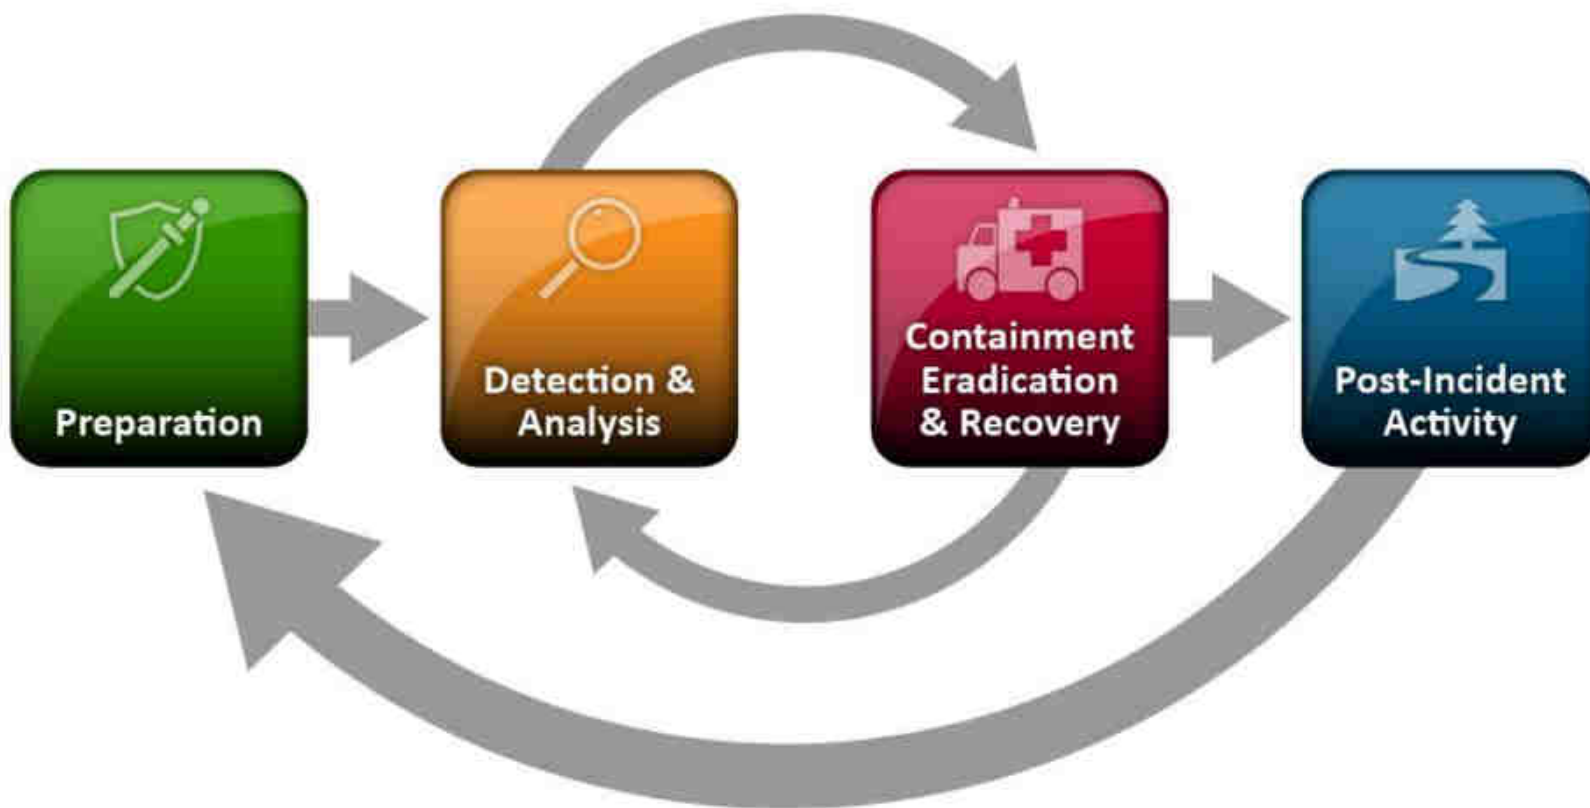 Preparation
Detection &
Analysis
Containment
Eradication
& Recovery
Post-Incident
Activity